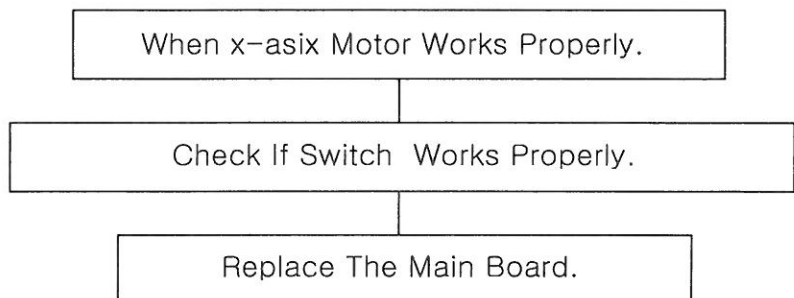 When x-asix Motor Works Properly.
Check If Switch Works Properly.
Replace The Main Board.